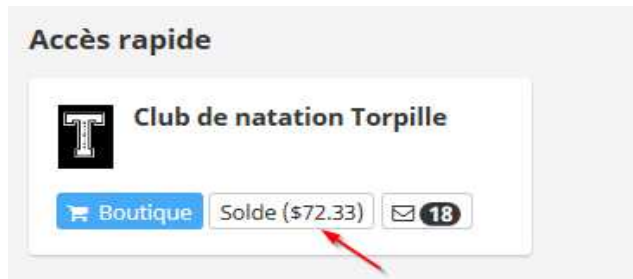 Accès rapide
T
Club de natation Torpille
Boutique Solde ($72.33) 18